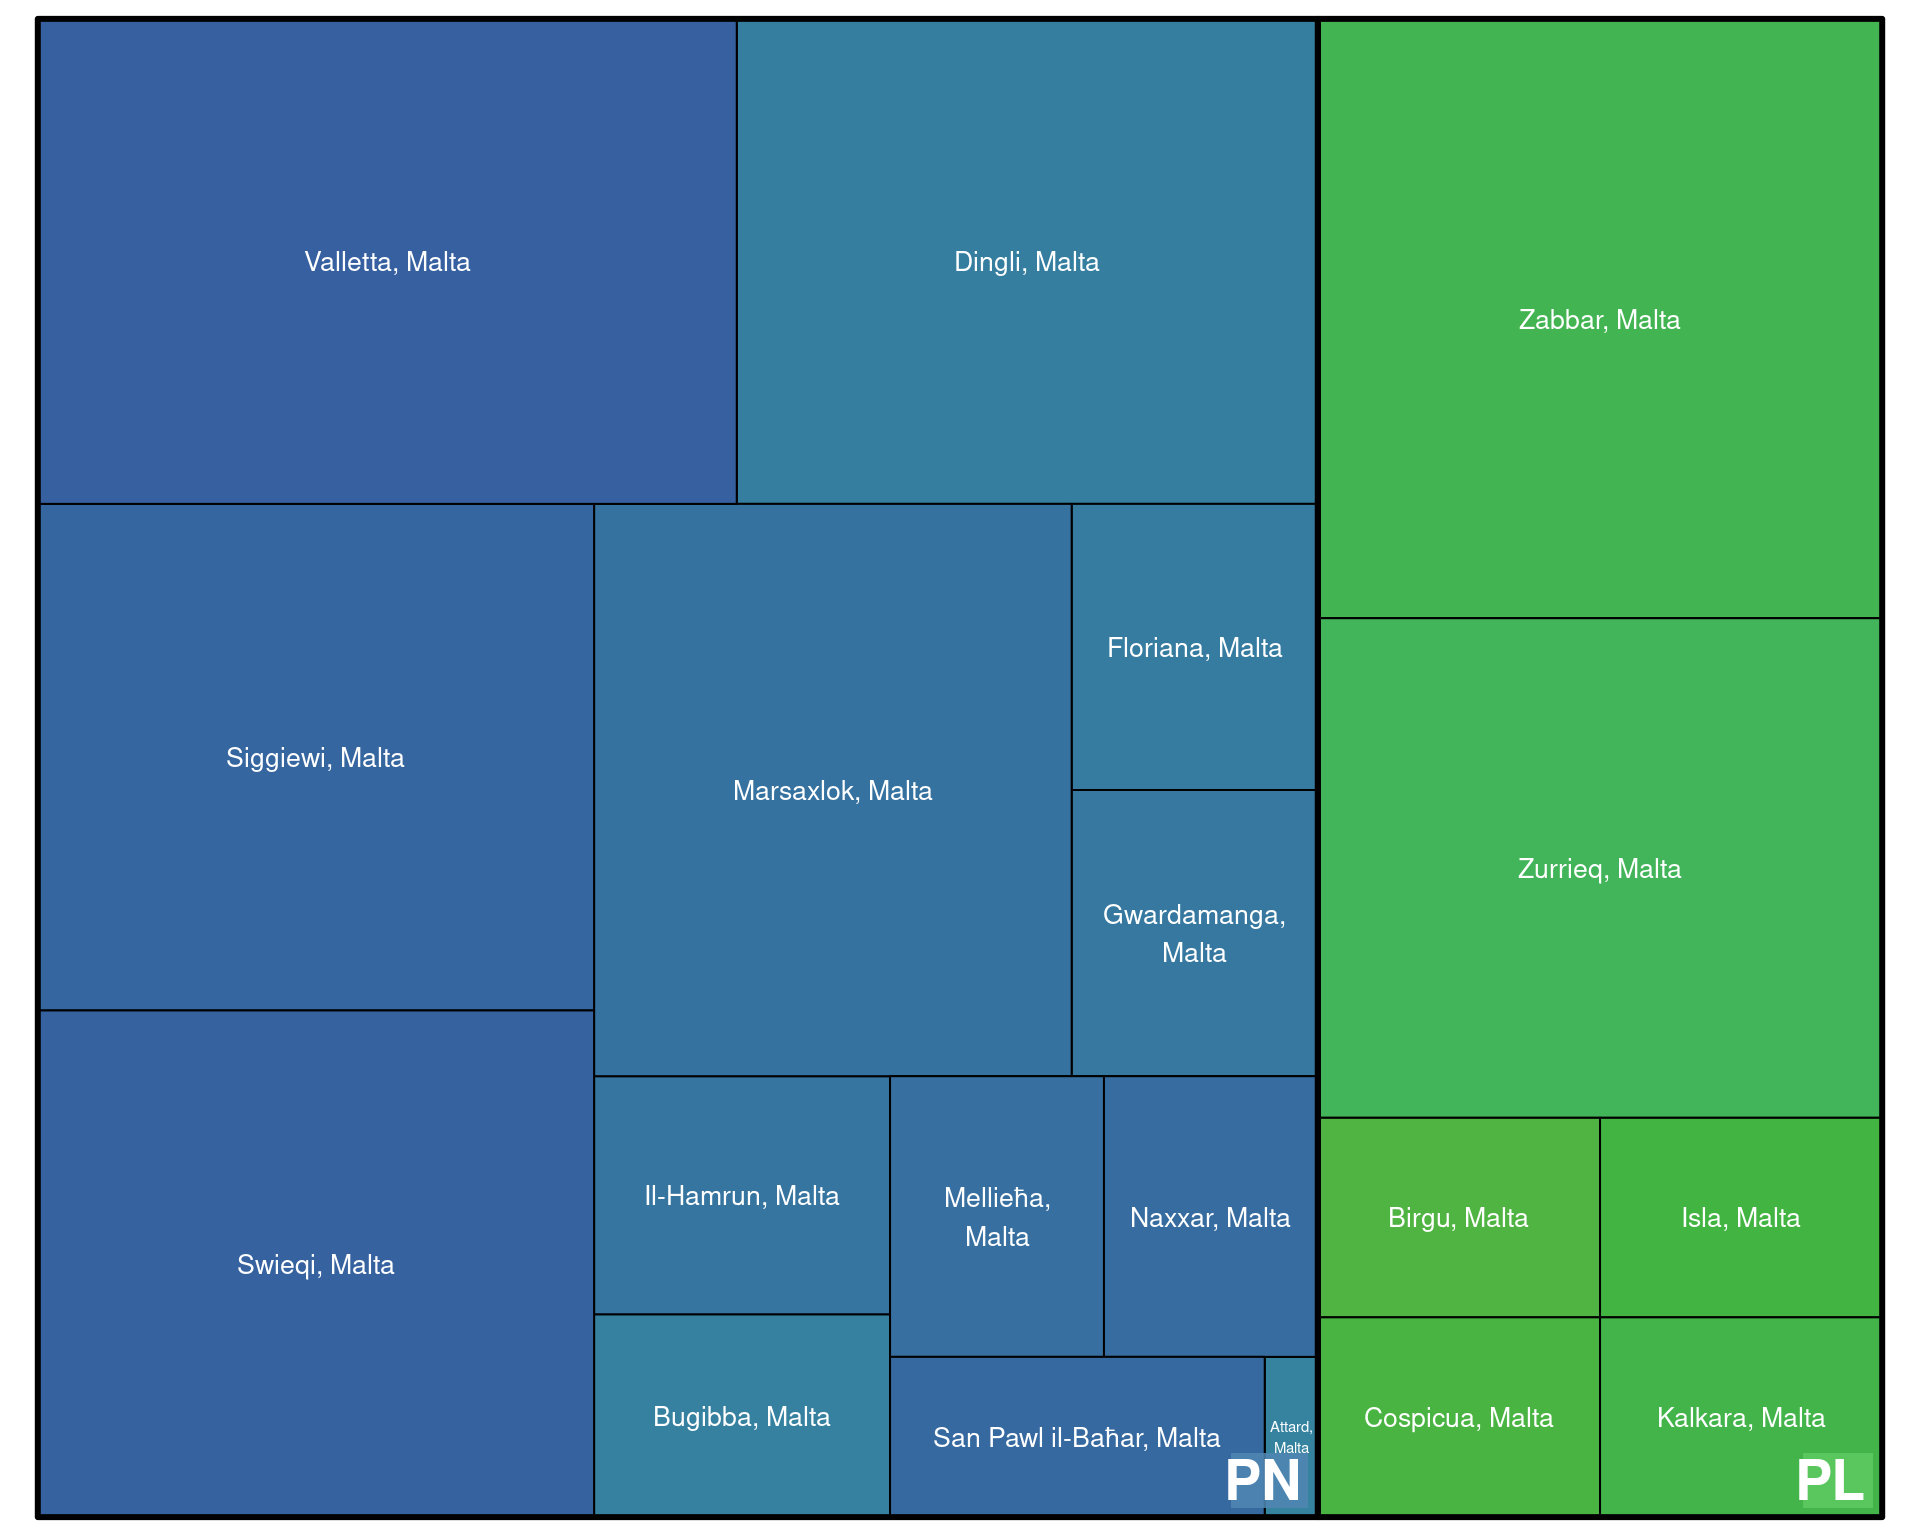 Valletta, Malta
Dingli, Malta
Zabbar, Malta
Floriana, Malta
Siggiewi, Malta
Marsaxlok, Malta
Zurrieq, Malta
Gwardamanga,
Malta
Il-Hamrun, Malta
Mellieħa,
Malta
Naxxar, Malta
Birgu, Malta
Isla, Malta
Swieqi, Malta
Bugibba, Malta
San Pawl il-Baħar, Malta
Attard,
Malta
Cospicua, Malta
Kalkara, Malta
PN
PL